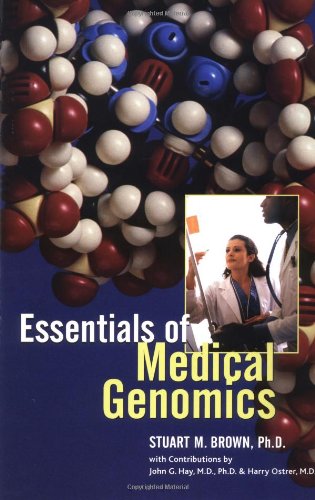 Essentials of
Medical
Genomics
STUART M. BROWN, Ph.D.
with Contributions by
John G. Hay, M.D., Ph.D. & Harry Ostrer, M.D.